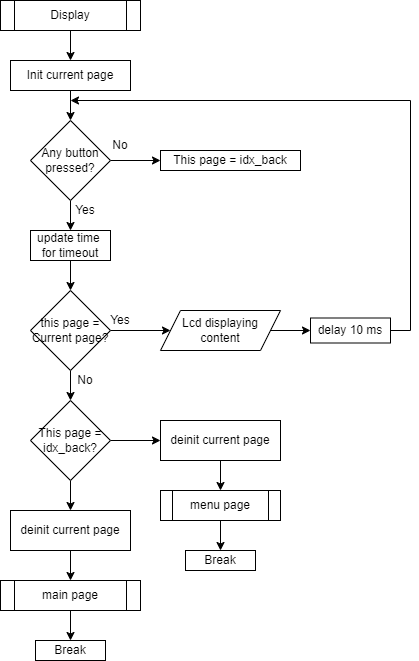 Display
Init current page
Any button
pressed?
No
This page = idx_back
Yes
update time
for timeout
this page =
Current page?
Yes
Lcd displaying
content
delay 10 ms
No
This page =
idx_back?
deinit current page
menu page
Break
deinit current page
main page
Break